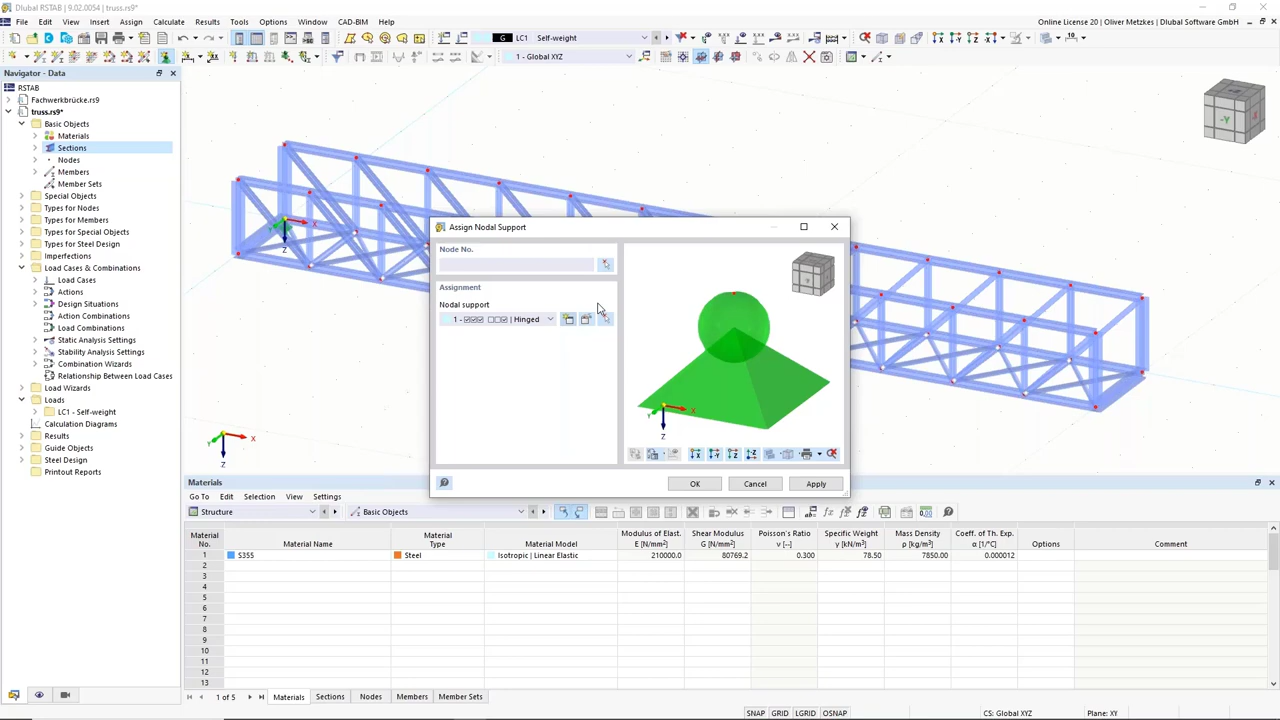 Dlubal RSTAB | 9.02.0054 | truss.rs9*
File Edit View Insert Assign Calculate Results Tools Options Window CAD-BIM Help
Online License 20 | Oliver Metzkes | Dlubal Software GmbH
G LC1 Self-weight
1 - Global XYZ
Navigator - Data
RSTAB
Fachwerkbrücke.rs9
truss.rs9*
Basic Objects
Materials
Sections
Nodes
Members
Member Sets
Special Objects
Types for Nodes
Types for Members
Types for Special Objects
Types for Steel Design
Imperfections
Load Cases & Combinations
Load Cases
Actions
Design Situations
Action Combinations
Load Combinations
Static Analysis Settings
Stability Analysis Settings
Combination Wizards
Relationship Between Load Cases
Load Wizards
Loads
LC1 - Self-weight
Calculation Diagrams
Results
Guide Objects
Steel Design
Printout Reports
X
Z
Y
X
Z
-Y
Assign Nodal Support
Node No.
Assignment
Nodal support
1 - | Hinged
X
Y
Z
OK Cancel Apply
Materials
Go To Edit Selection View Settings
Structure Basic Objects
Material No. Material Name Material Type Material Model Modulus of Elast. E [N/mm²] Shear Modulus G [N/mm²] Poisson's Ratio ν [--] Specific Weight γ [kN/m³] Mass Density ρ [kg/m³] Coeff. of Th. Exp. α [1/°C] Options Comment
1 S355 Steel Isotropic | Linear Elastic 210000.0 80769.2 0.300 78.50 7850.00 0.000012
2
3
4
5
6
7
8
9
10
11
12
13
1 of 5 Materials Sections Nodes Members Member Sets
SNAP GRID LGRID OSNAP CS: Global XYZ Plane: XY